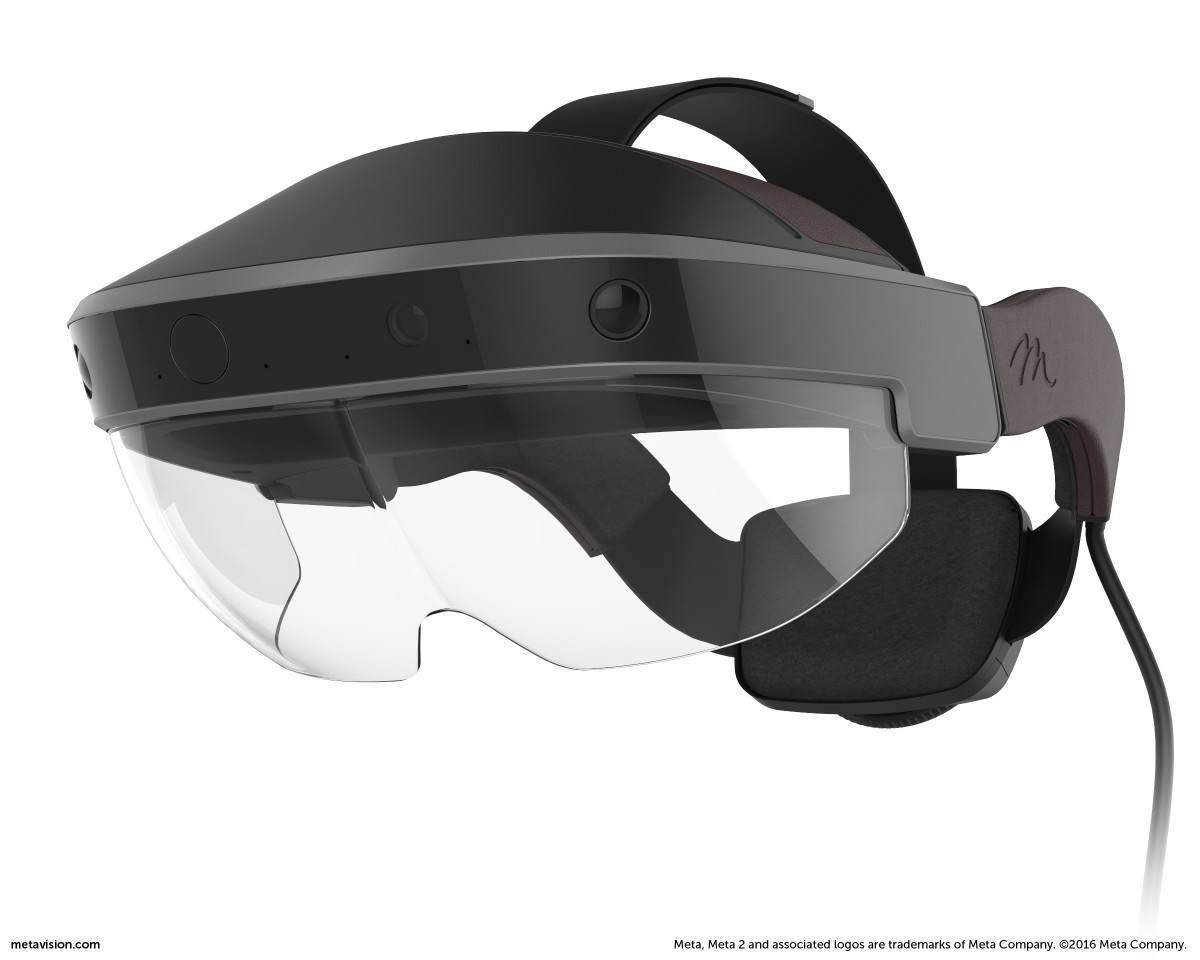 m
metavision.com
Meta, Meta 2 and associated logos are trademarks of Meta Company. ©2016 Meta Company.